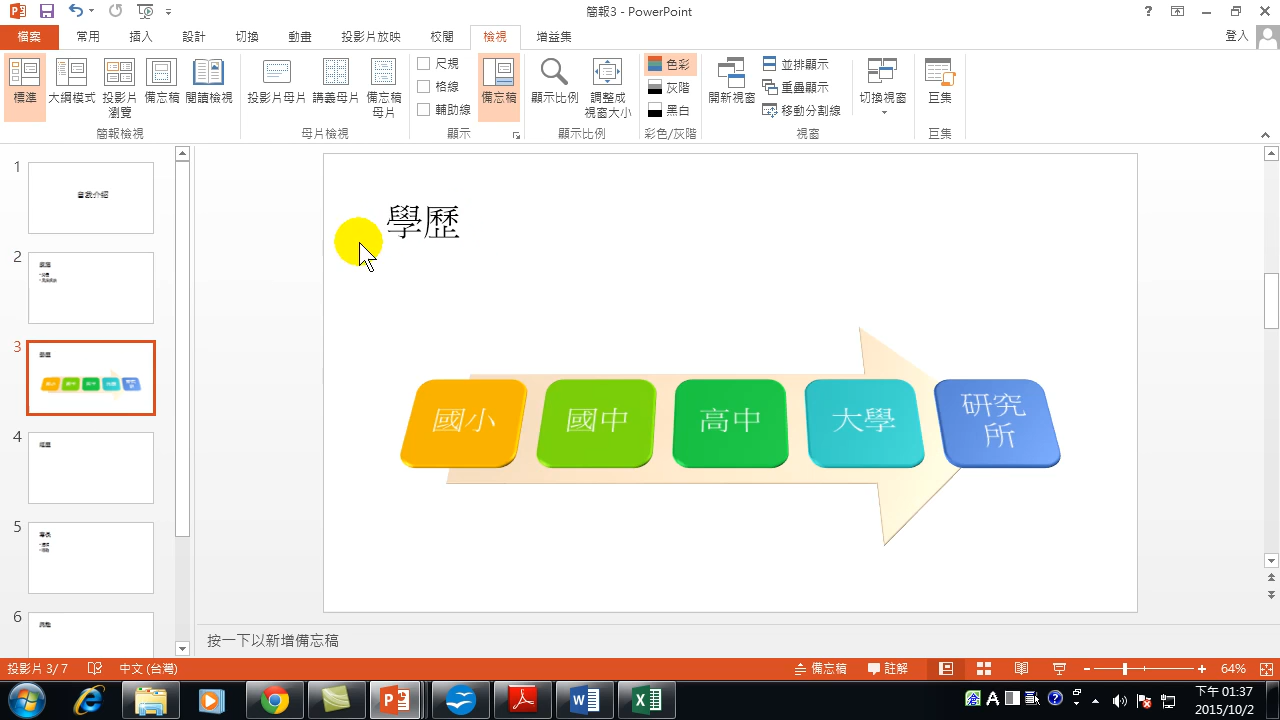 簡報3 - PowerPoint
檔案 常用 插入 設計 切換 動畫 投影片放映 校閱 檢視 增益集 登入
標準
大綱模式
投影片
瀏覽
備忘稿
閱讀檢視
簡報檢視
投影片母片
講義母片
備忘稿
母片
母片檢視
尺規
格線
輔助線
顯示
備忘稿
顯示比例
調整成
視窗大小
顯示比例
色彩
灰階
黑白
彩色/灰階
開新視窗
並排顯示
重疊顯示
移動分割線
視窗
切換視窗
巨集
巨集
1
自我介紹
2
3
4
5
專長
6
興趣
學歷
國小
國中
高中
大學
研究
所
按一下以新增備忘稿
投影片 3/ 7 中文 (台灣) 備忘稿 註解 64%
下午 01:37
2015/10/2